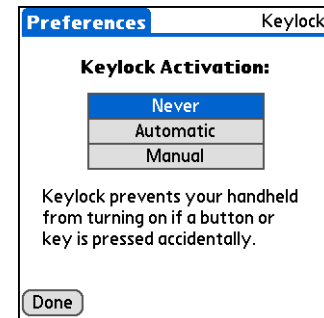 Preferences Keylock
Keylock Activation:
Never
Automatic
Manual
Keylock prevents your handheld
from turning on if a button or
key is pressed accidentally.
Done